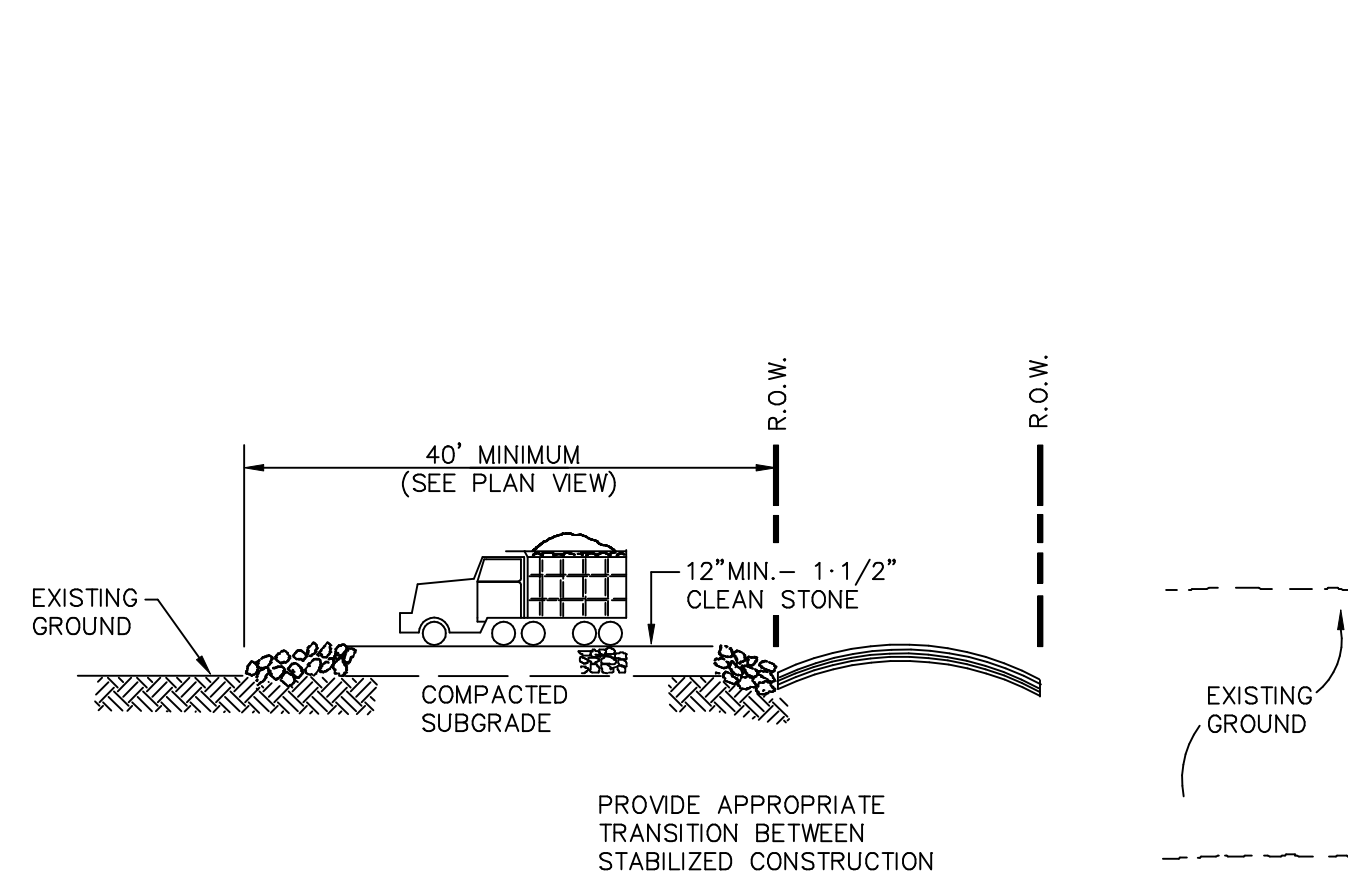 R.O.W.
R.O.W.
40' MINIMUM
(SEE PLAN VIEW)
12"MIN.– 1·1/2"
CLEAN STONE
EXISTING
GROUND
COMPACTED
SUBGRADE
EXISTING
GROUND
PROVIDE APPROPRIATE
TRANSITION BETWEEN
STABILIZED CONSTRUCTION